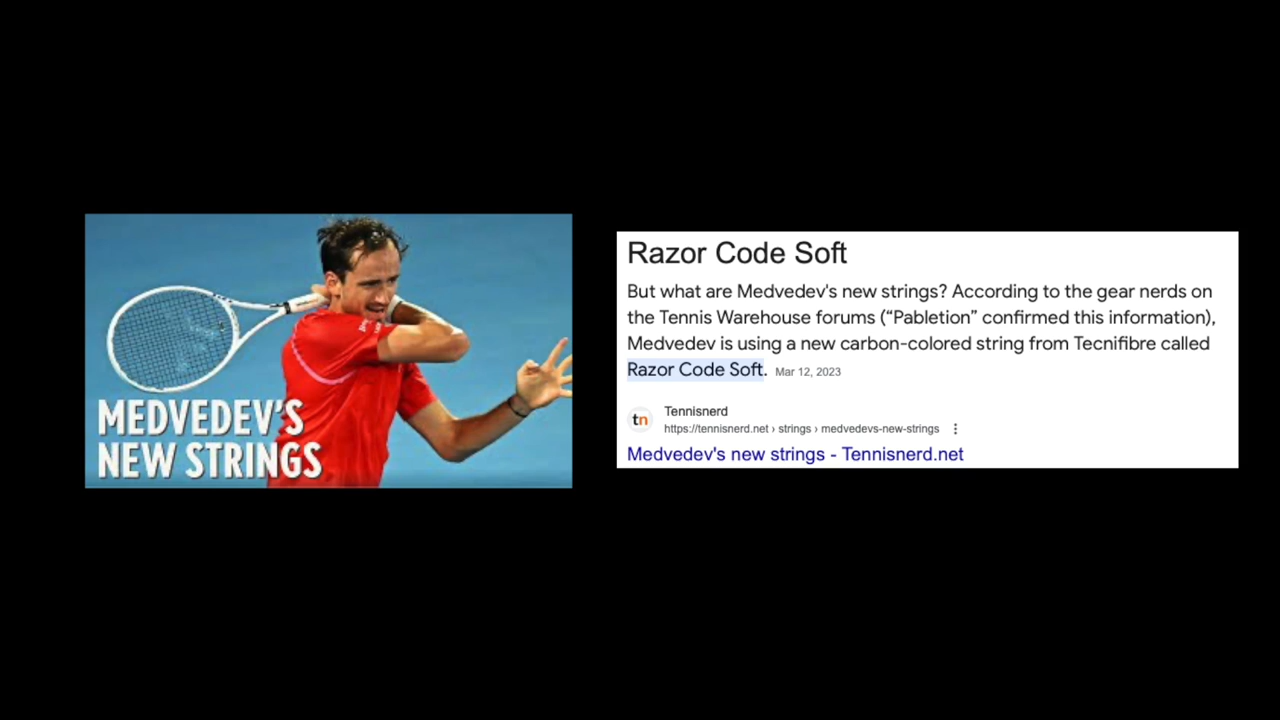 MEDVEDEV'S
NEW STRINGS
Razor Code Soft
But what are Medvedev's new strings? According to the gear nerds on
the Tennis Warehouse forums (“Pabletion” confirmed this information),
Medvedev is using a new carbon-colored string from Tecnifibre called
Razor Code Soft. Mar 12, 2023
tn
Tennisnerd
https://tennisnerd.net › strings › medvedevs-new-strings
Medvedev's new strings - Tennisnerd.net